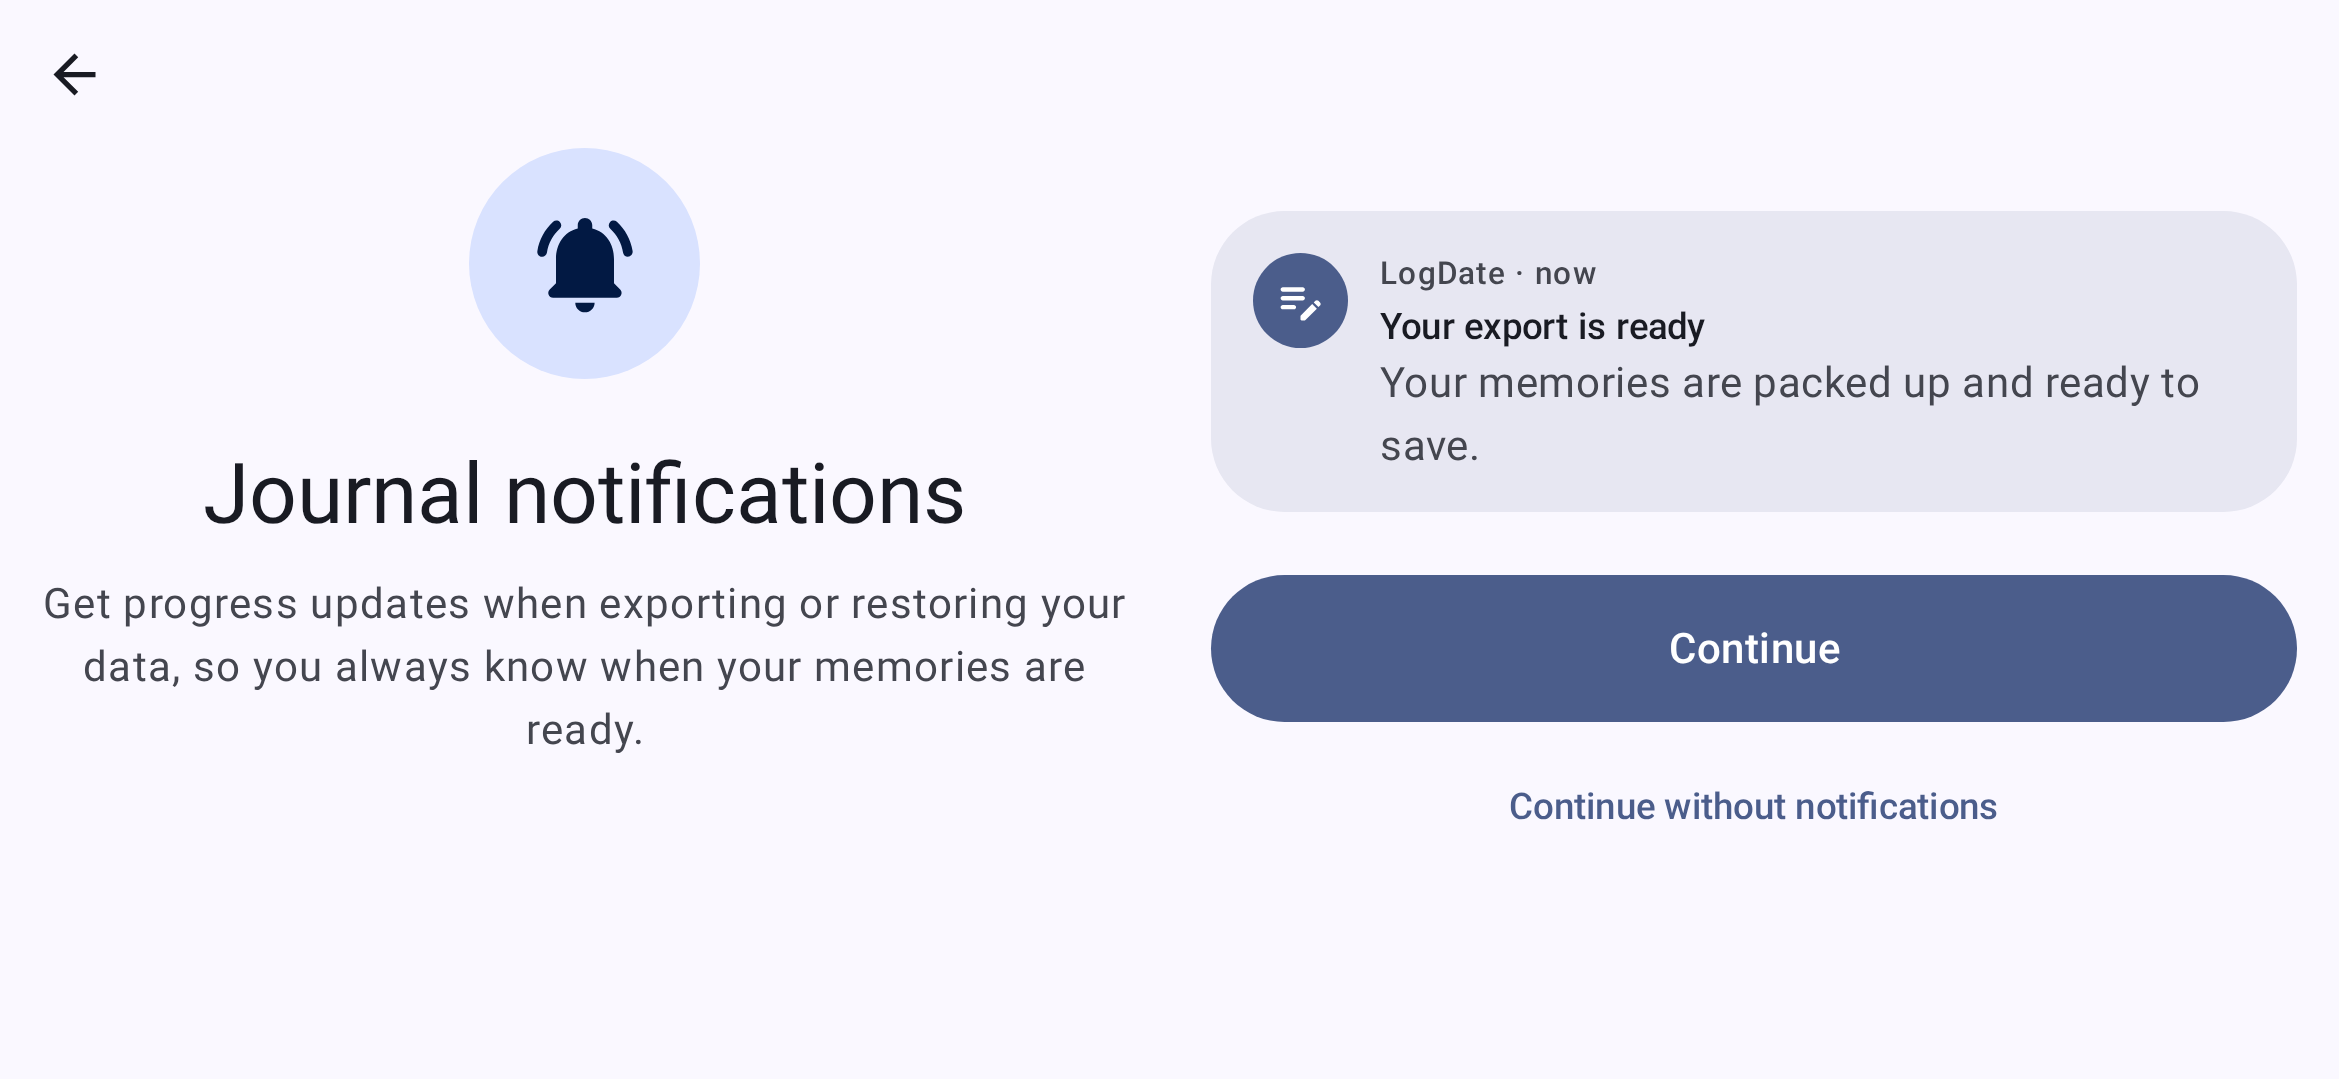 Journal notifications
Get progress updates when exporting or restoring your
data, so you always know when your memories are
ready.
LogDate · now
Your export is ready
Your memories are packed up and ready to
save.
Continue
Continue without notifications